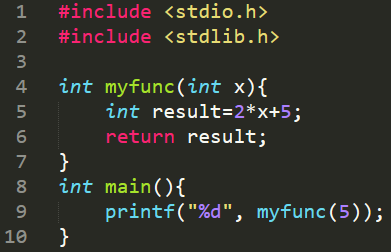 1 #include <stdio.h>
2 #include <stdlib.h>
3
4 int myfunc(int x){
5     int result=2*x+5;
6     return result;
7 }
8 int main(){
9     printf("%d", myfunc(5));
10 }